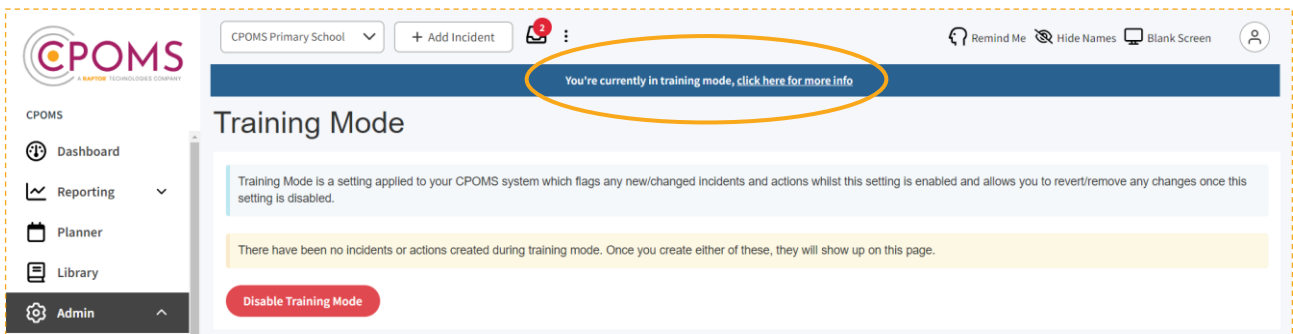 CPOMS
A RAPTOR TECHNOLOGIES COMPANY
CPOMS Primary School
+ Add Incident
2
Remind Me
Hide Names
Blank Screen
You're currently in training mode, click here for more info
CPOMS
Dashboard
Reporting
Planner
Library
Admin
Training Mode
Training Mode is a setting applied to your CPOMS system which flags any new/changed incidents and actions whilst this setting is enabled and allows you to revert/remove any changes once this
setting is disabled.
There have been no incidents or actions created during training mode. Once you create either of these, they will show up on this page.
Disable Training Mode